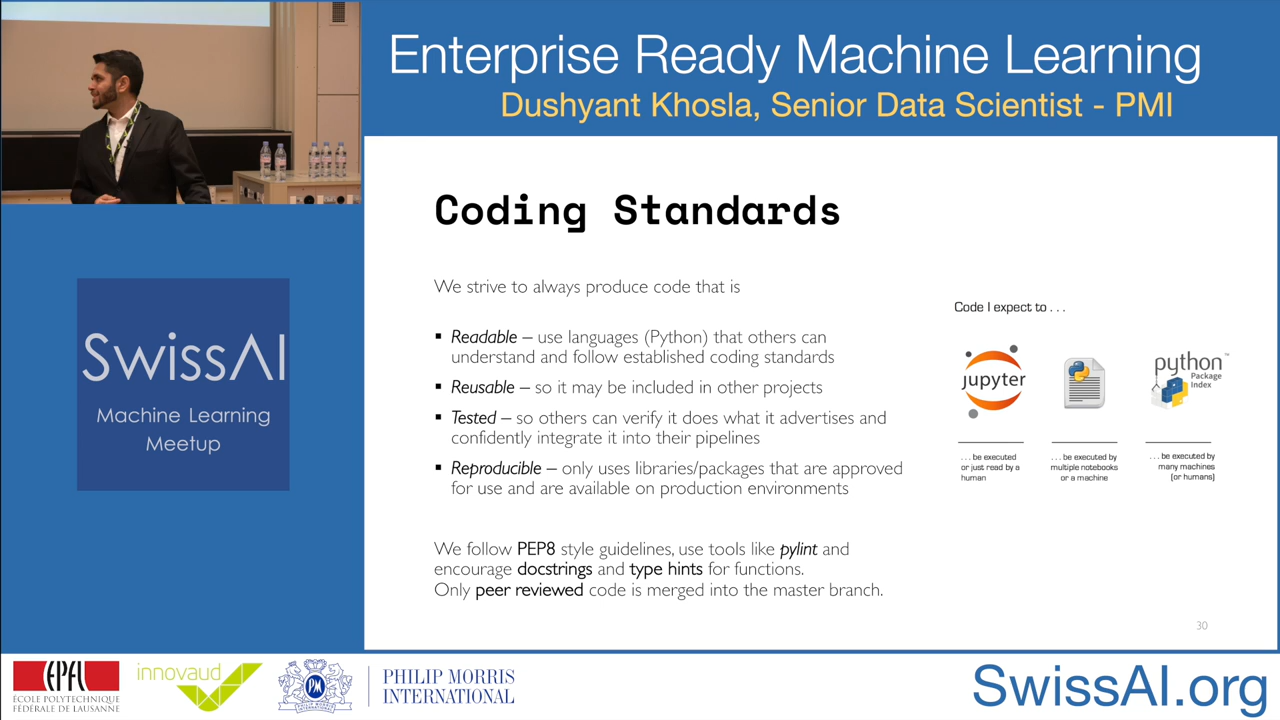 Enterprise Ready Machine Learning
Dushyant Khosla, Senior Data Scientist - PMI
SwissAI
Machine Learning
Meetup
Coding Standards
We strive to always produce code that is
▪ Readable – use languages (Python) that others can
understand and follow established coding standards
▪ Reusable – so it may be included in other projects
▪ Tested – so others can verify it does what it advertises and
confidently integrate it into their pipelines
▪ Reproducible – only uses libraries/packages that are approved
for use and are available on production environments
We follow PEP8 style guidelines, use tools like pylint and
encourage docstrings and type hints for functions.
Only peer reviewed code is merged into the master branch.
Code I expect to . . .
jupyter
python™
Package
Index
. . . be executed
or just read by a
human
. . . be executed by
multiple notebooks
or a machine
. . . be executed by
many machines
(or humans)
30
EPFL
ÉCOLE POLYTECHNIQUE
FÉDÉRALE DE LAUSANNE
innovaud
PM
PHILIP MORRIS
INTERNATIONAL
SwissAI.org